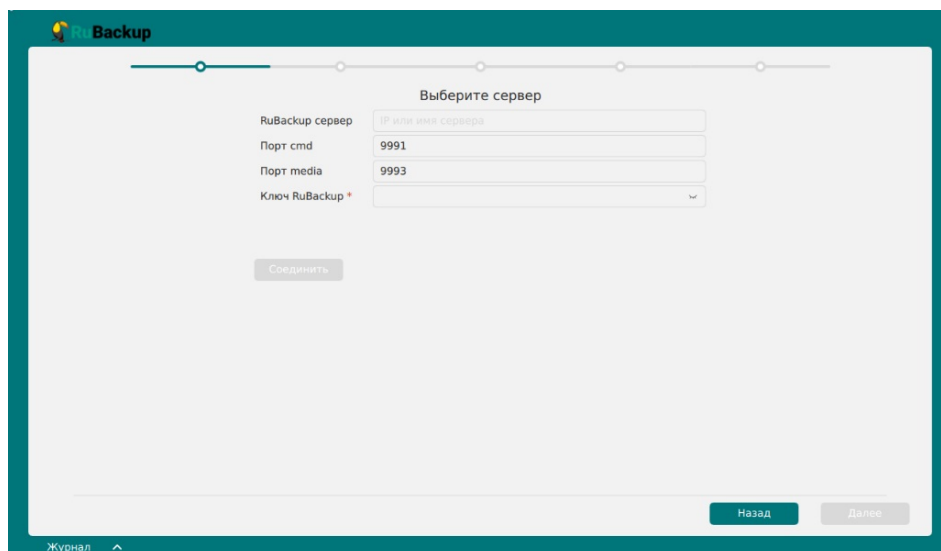 RuBackup
Выберите сервер
RuBackup сервер IP или имя сервера
Порт cmd 9991
Порт media 9993
Ключ RuBackup *
Соединить
Назад Далее
Журнал